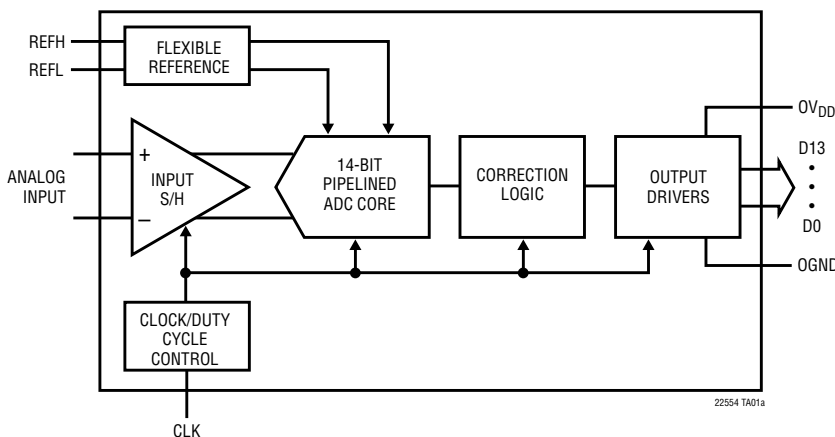 REFH
REFL
FLEXIBLE
REFERENCE
OVDD
ANALOG
INPUT
+
−
INPUT
S/H
14-BIT
PIPELINED
ADC CORE
CORRECTION
LOGIC
OUTPUT
DRIVERS
D13
•
•
•
D0
OGND
CLOCK/DUTY
CYCLE
CONTROL
22554 TA01a
CLK